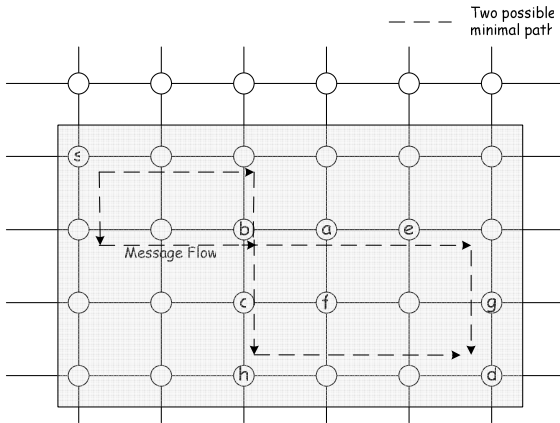 Two possible
minimal path
s
b a e
Message Flow
c f g
h d